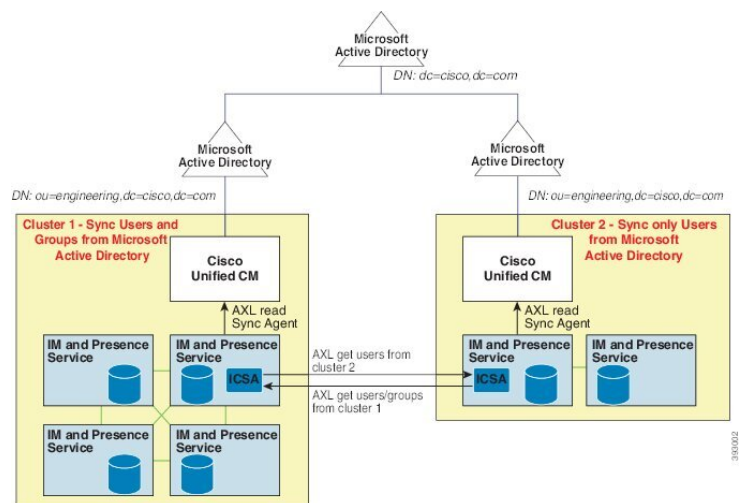 Microsoft
Active Directory
DN: dc=cisco,dc=com
Microsoft
Active Directory
Microsoft
Active Directory
DN: ou=engineering,dc=cisco,dc=com
DN: ou=engineering,dc=cisco,dc=com
Cluster 1 - Sync Users and
Groups from Microsoft
Active Directory
Cisco
Unified CM
AXL read
Sync Agent
IM and Presence
Service
IM and Presence
Service
ICSA
IM and Presence
Service
IM and Presence
Service
AXL get users from
cluster 2
AXL get users/groups
from cluster 1
Cluster 2 - Sync only Users
from Microsoft
Active Directory
Cisco
Unified CM
AXL read
Sync Agent
IM and Presence
Service
ICSA
IM and Presence
Service
393002